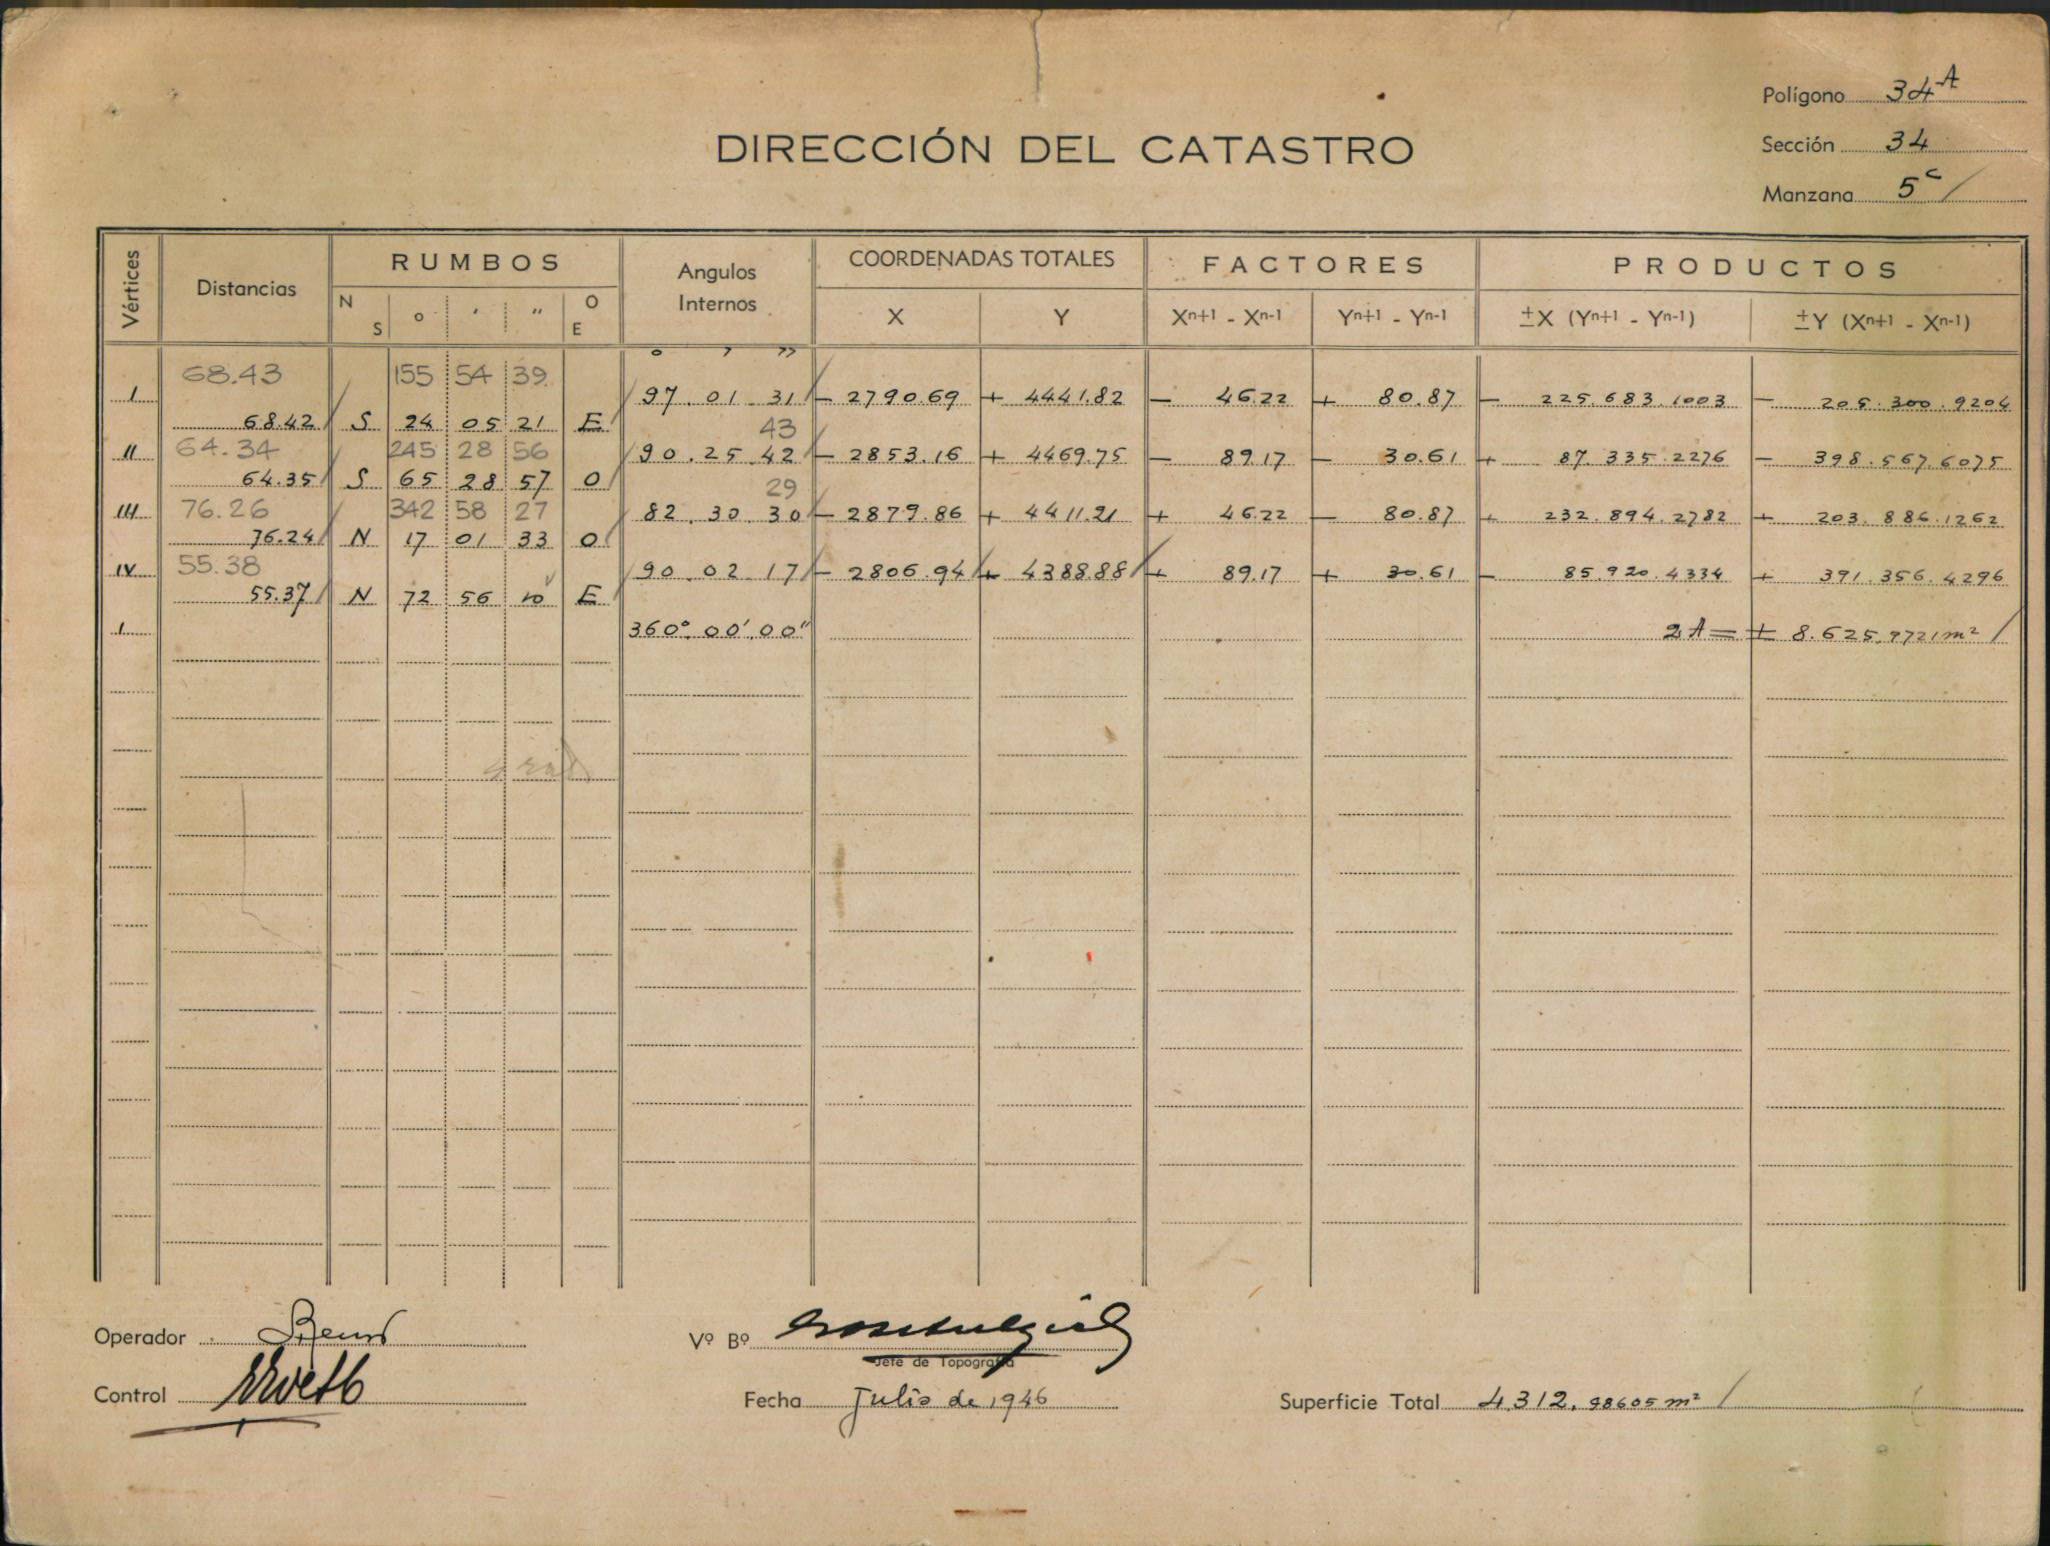 Polígono 34 A
DIRECCIÓN DEL CATASTRO
Sección 34
Manzana 5 c /
Vértices Distancias RUMBOS Angulos Internos COORDENADAS TOTALES FACTORES PRODUCTOS
N S o ' '' O E X Y Xn+1 - Xn-1 Yn+1 - Yn-1 ±X (Yn+1 - Yn-1) ±Y (Xn+1 - Xn-1)
o ' ''
68.43 155 54 39
I 97. 01 31 - 2790.69 + 4441.82 - 46.22 + 80.87 - 225.683.1003 - 205.300.9204
68.42 S 24 05 21 E
43
II 64.34 245 28 56 90. 25. 42 - 2853.16 + 4469.75 - 89.17 - 30.61 + 87.335.2276 - 398.567.6075
64.35 S 65 28 57 O
29
III 76.26 342 58 27 82. 30. 30 - 2879.86 + 4411.21 + 46.22 - 80.87 + 232.894.2782 + 203.886.1262
76.24 N 17 01 33 O
IV 55.38 90. 02. 17 - 2806.94 + 4388.88 + 89.17 + 30.61 - 85.920.4334 + 391.356.4296
55.37 N 72 56 10 E
I 360°.00'.00" 2A = + 8.625.9721 m²
Operador
Vº Bº
Jefe de Topografía
Control
Fecha Julio de 1946
Superficie Total 4.312.98605 m² /